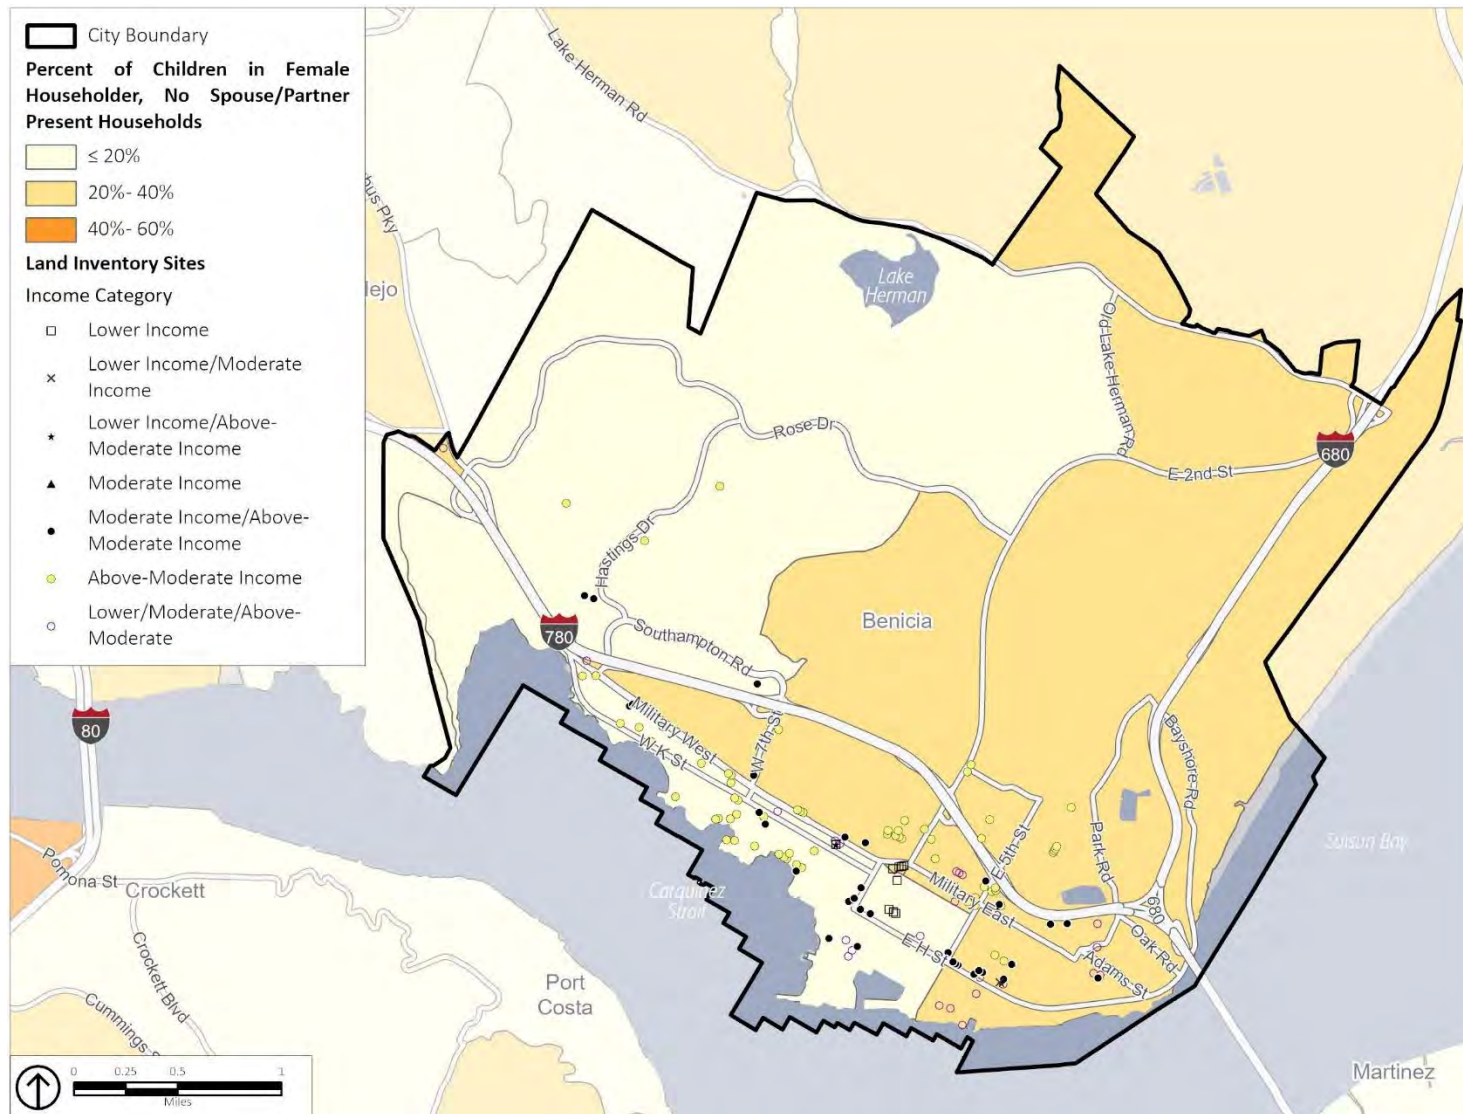 City Boundary
Percent of Children in Female
Householder, No Spouse/Partner
Present Households
≤ 20%
20%- 40%
40%- 60%
Land Inventory Sites
Income Category
Lower Income
Lower Income/Moderate
Income
Lower Income/Above-
Moderate Income
Moderate Income
Moderate Income/Above-
Moderate Income
Above-Moderate Income
Lower/Moderate/Above-
Moderate
Lake Herman Rd
bus Pky
lejo
Lake
Herman
Old Lake Herman Rd
Rose Dr
E 2nd St
680
Hastings Dr
Benicia
780
Southampton Rd
80
Military West
W K St
W 7th St
Bayshore Rd
Park Rd
E 5th St
Suisun Bay
Pomona St
Crockett
Carquinez
Strait
Military East
680
E H St
Oak Rd
Adams St
Crockett Blvd
Port
Costa
Cummings S
Martinez
0 0.25 0.5 1
Miles